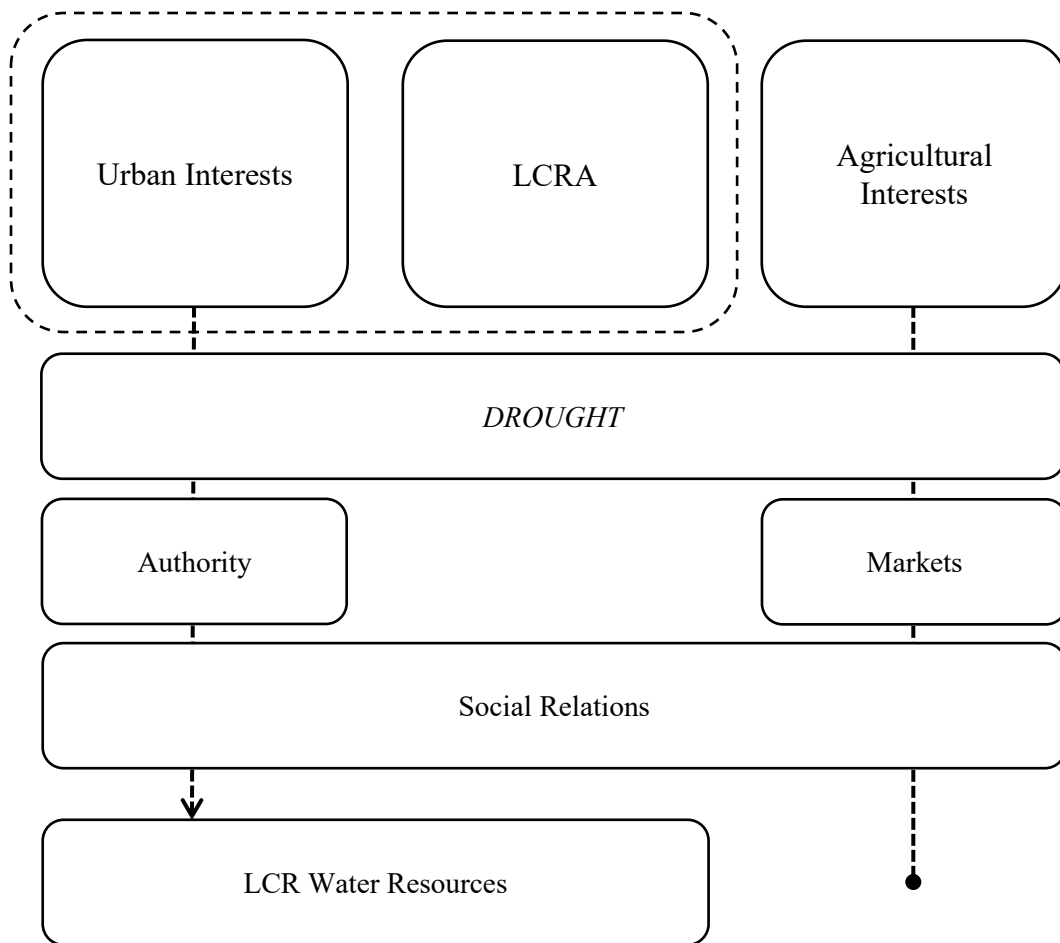 Urban Interests
LCRA
Agricultural
Interests
DROUGHT
Authority
Markets
Social Relations
LCR Water Resources